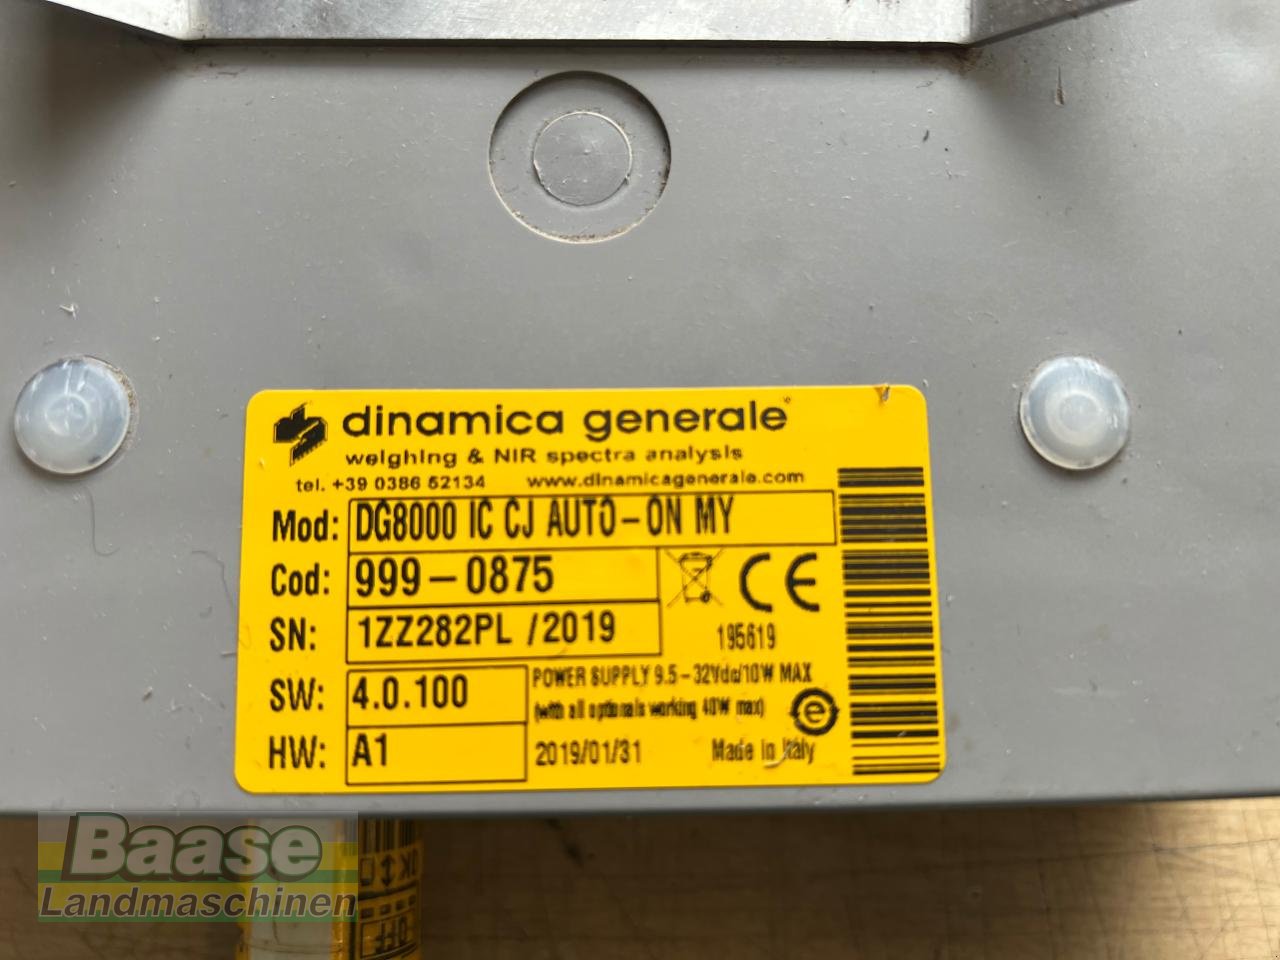 dinamica generale
weighing & NIR spectra analysis
tel. +39 0386 52134 www.dinamicagenerale.com
Mod: DG8000 IC CJ AUTO-ON MY
Cod: 999-0875
SN: 1ZZ282PL /2019
195619
SW: 4.0.100
POWER SUPPLY 9.5-32Vdc/10W MAX
(with all optionals working 40W max)
e
HW: A1
2019/01/31 Made in Italy
Baase
Landmaschinen